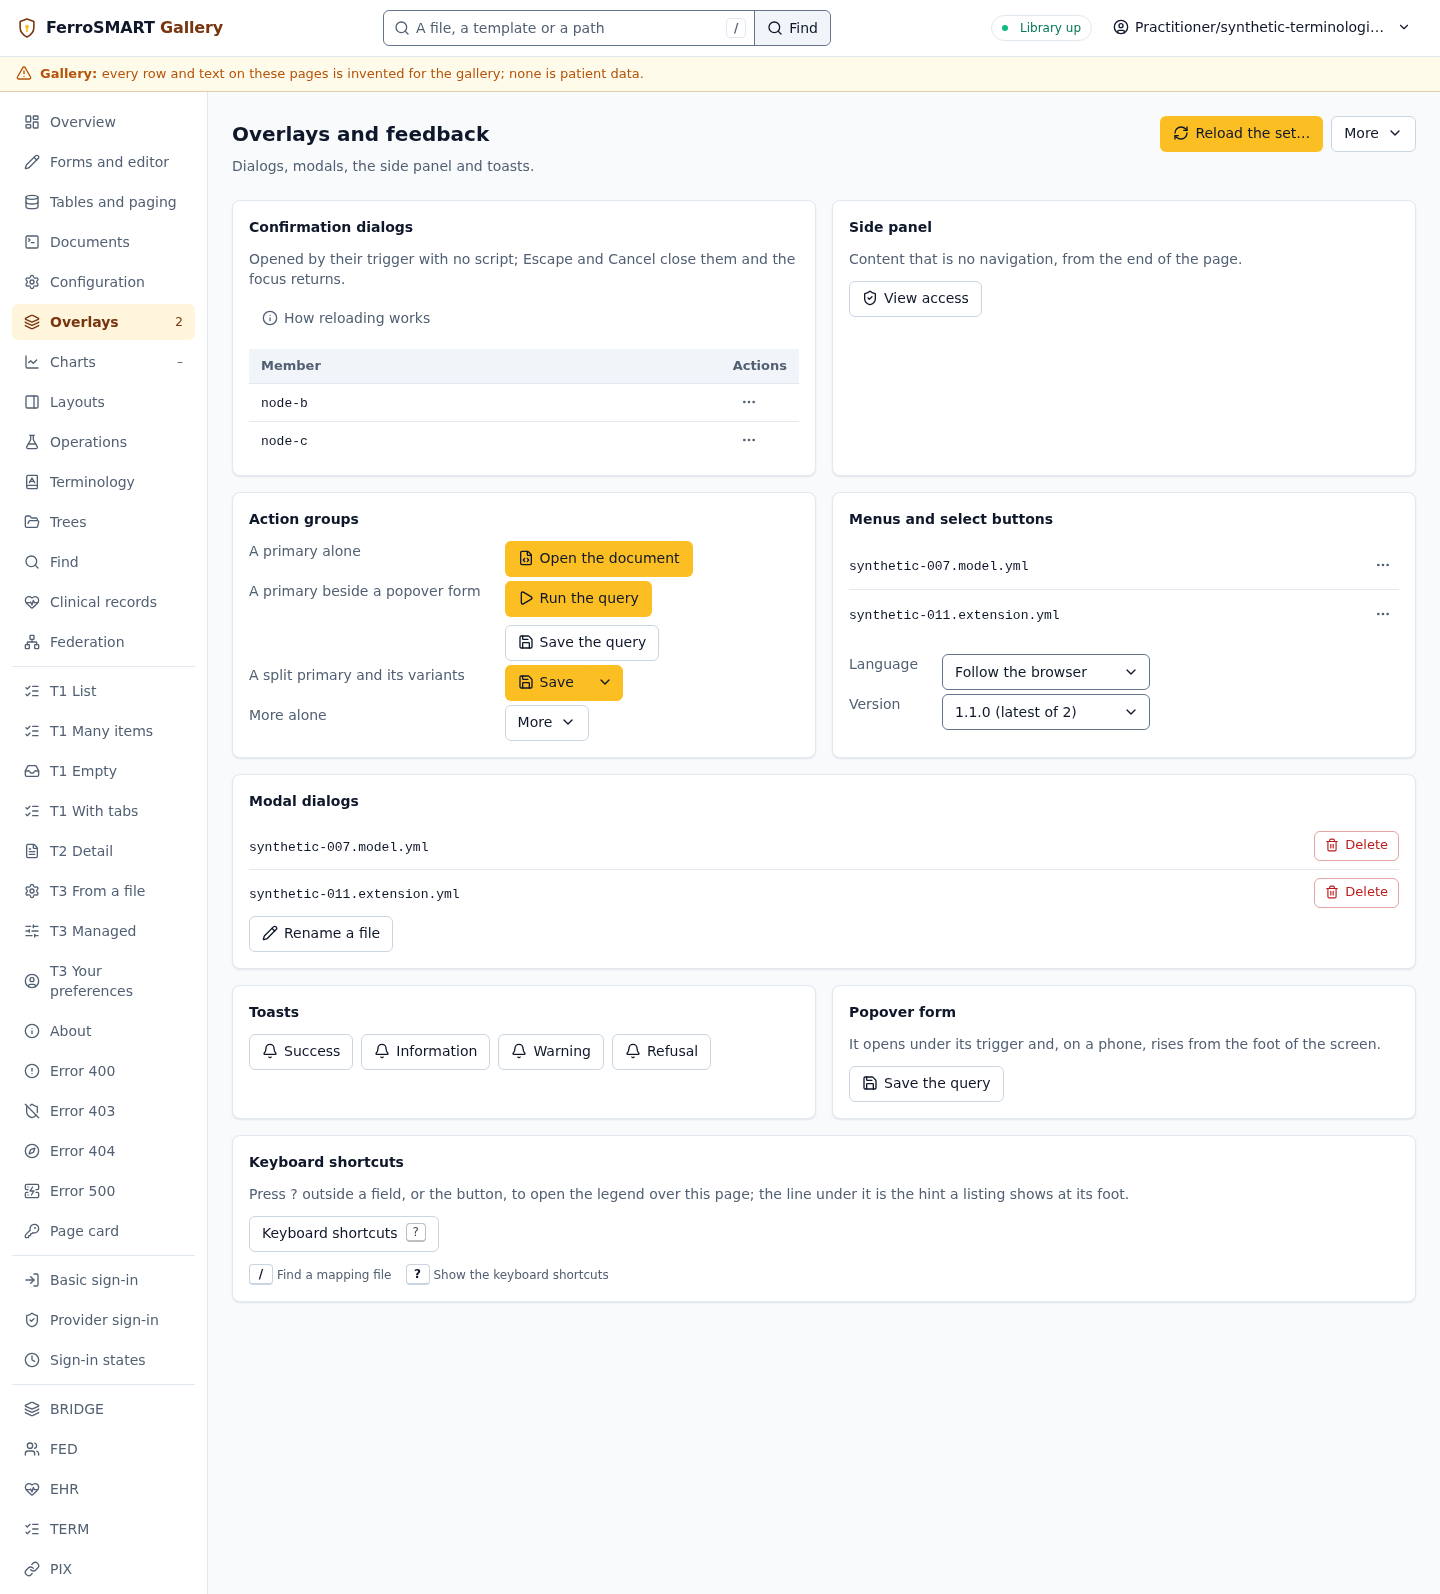 FerroSMART Gallery
A file, a template or a path
/
Find
Library up
Practitioner/synthetic-terminologi...
Gallery: every row and text on these pages is invented for the gallery; none is patient data.
Overview
Forms and editor
Tables and paging
Documents
Configuration
Overlays 2
Charts –
Layouts
Operations
Terminology
Trees
Find
Clinical records
Federation
T1 List
T1 Many items
T1 Empty
T1 With tabs
T2 Detail
T3 From a file
T3 Managed
T3 Your
preferences
About
Error 400
Error 403
Error 404
Error 500
Page card
Basic sign-in
Provider sign-in
Sign-in states
BRIDGE
FED
EHR
TERM
PIX
Overlays and feedback
Reload the set...
More
Dialogs, modals, the side panel and toasts.
Confirmation dialogs
Opened by their trigger with no script; Escape and Cancel close them and the
focus returns.
How reloading works
Member Actions
node-b
node-c
Side panel
Content that is no navigation, from the end of the page.
View access
Action groups
A primary alone
Open the document
A primary beside a popover form
Run the query
Save the query
A split primary and its variants
Save
More alone
More
Menus and select buttons
synthetic-007.model.yml
synthetic-011.extension.yml
Language
Follow the browser
Version
1.1.0 (latest of 2)
Modal dialogs
synthetic-007.model.yml
Delete
synthetic-011.extension.yml
Delete
Rename a file
Toasts
Success
Information
Warning
Refusal
Popover form
It opens under its trigger and, on a phone, rises from the foot of the screen.
Save the query
Keyboard shortcuts
Press ? outside a field, or the button, to open the legend over this page; the line under it is the hint a listing shows at its foot.
Keyboard shortcuts ?
/ Find a mapping file ? Show the keyboard shortcuts